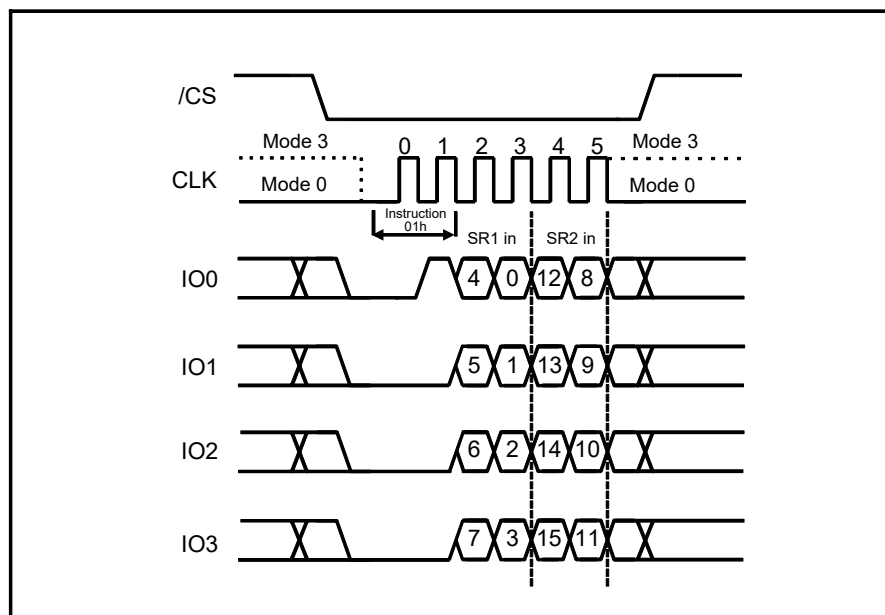 /CS
0 1 2 3 4 5
Mode 3 Mode 3
CLK
Mode 0 Mode 0
Instruction
01h
SR1 in SR2 in
IO0 4 0 12 8
IO1 5 1 13 9
IO2 6 2 14 10
IO3 7 3 15 11